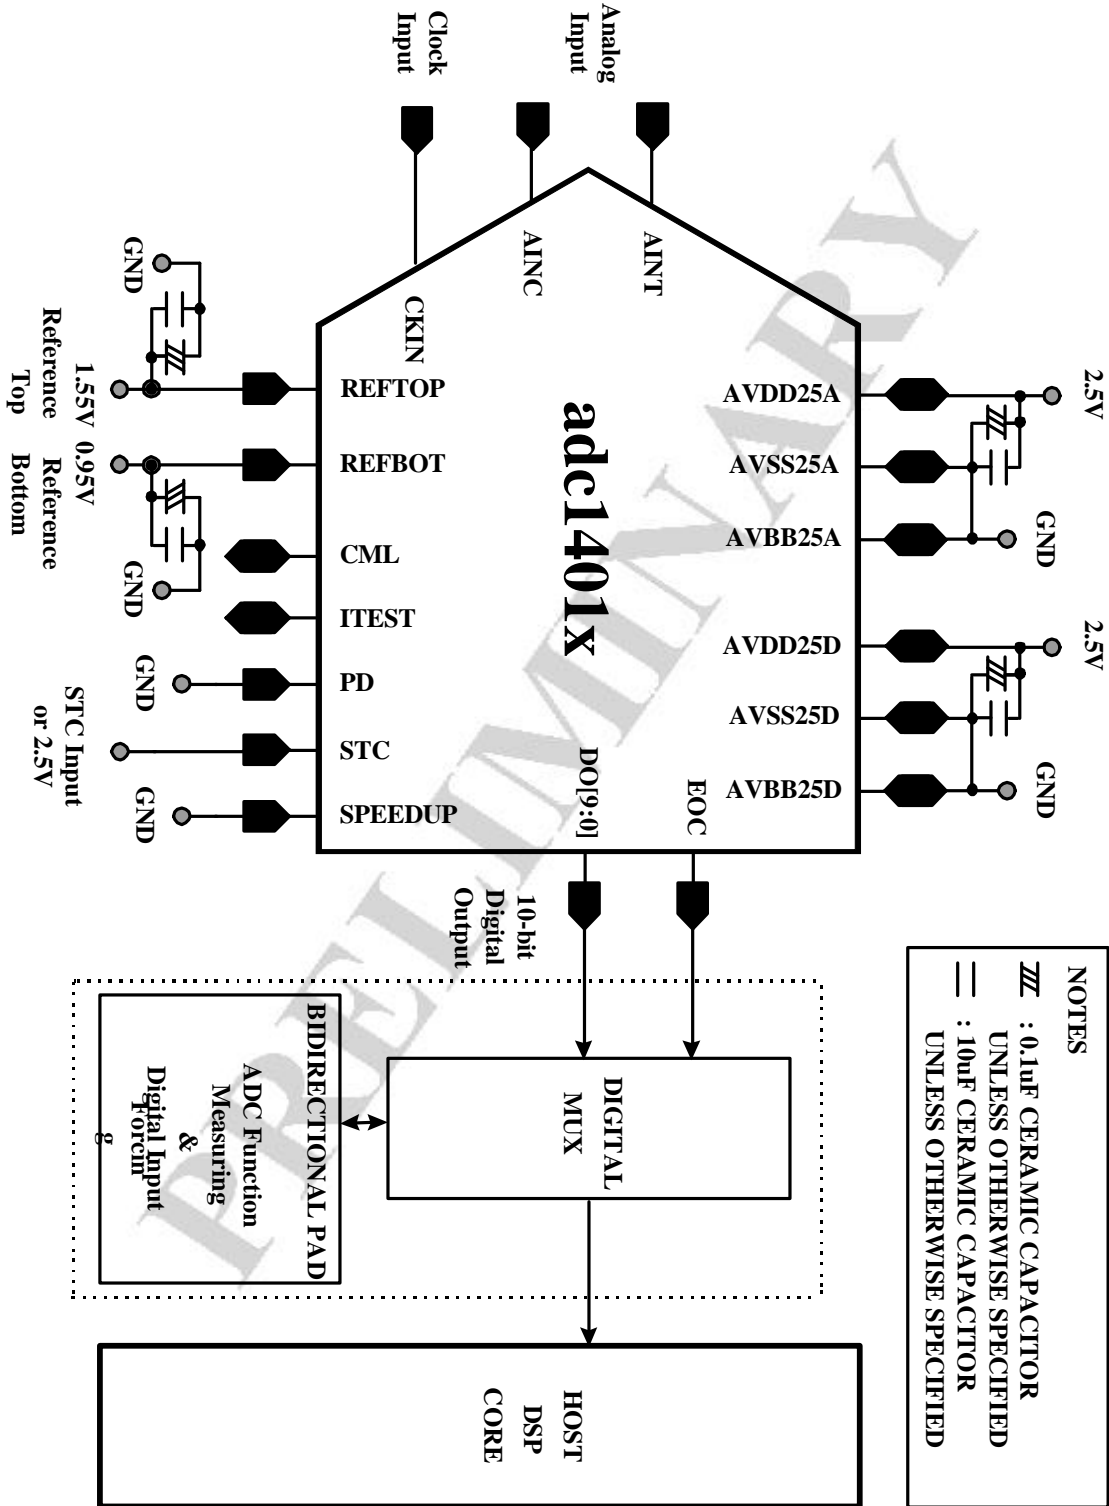 2.5V
GND
2.5V
GND
AVDD25A
AVSS25A
AVBB25A
AVDD25D
AVSS25D
AVBB25D
Analog
Input
Clock
Input
AINT
AINC
CKIN
adc1401x
EOC
DO[9:0]
10-bit
Digital
Output
REFTOP
REFBOT
CML
ITEST
PD
STC
SPEEDUP
GND
1.55V
Reference
Top
0.95V
Reference
Bottom
GND
GND
STC Input
or 2.5V
GND
NOTES
: 0.1uF CERAMIC CAPACITOR
UNLESS OTHERWISE SPECIFIED
: 10uF CERAMIC CAPACITOR
UNLESS OTHERWISE SPECIFIED
DIGITAL
MUX
BIDIRECTIONAL PAD
ADC Function
Measuring
&
Digital Input
Forcin
g
HOST
DSP
CORE
PRELIMINARY